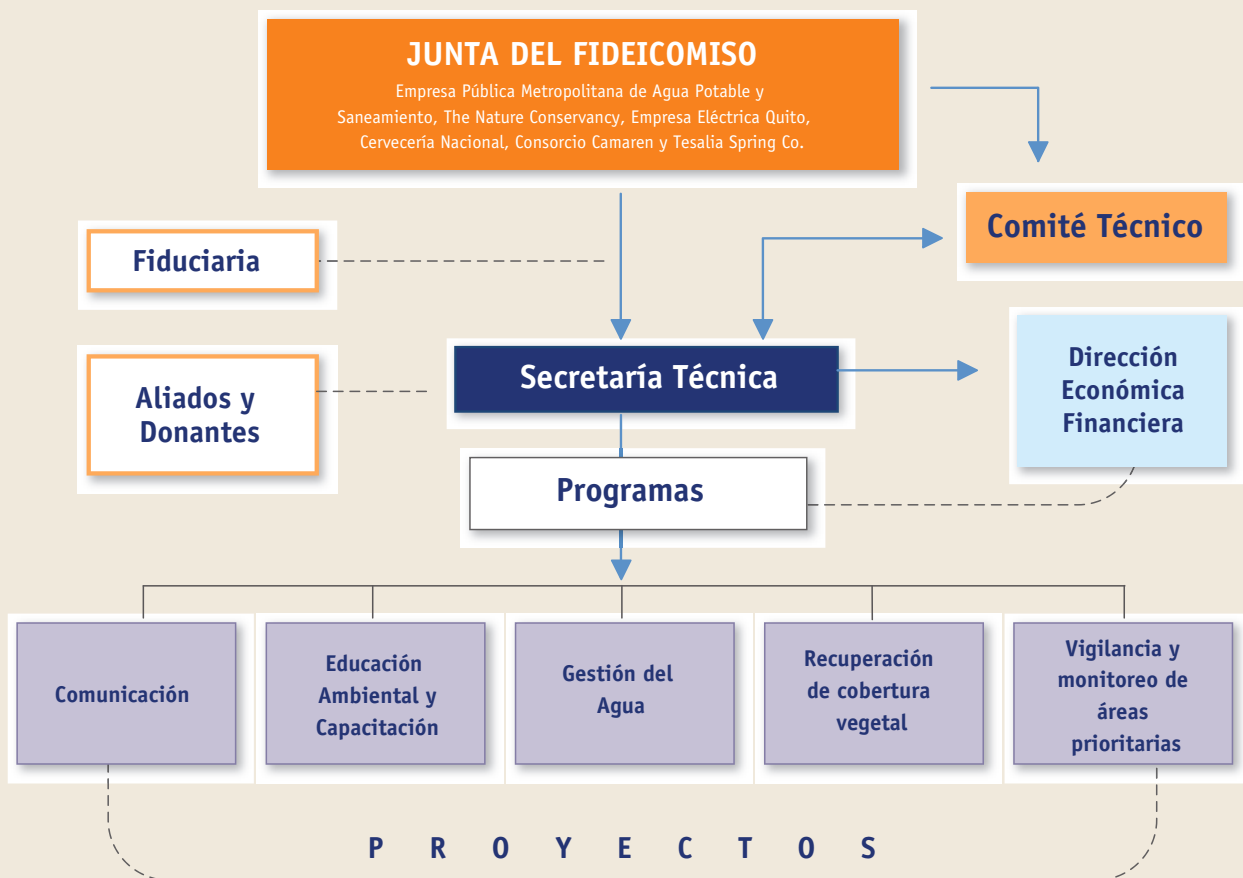 JUNTA DEL FIDEICOMISO
Empresa Pública Metropolitana de Agua Potable y
Saneamiento, The Nature Conservancy, Empresa Eléctrica Quito,
Cervecería Nacional, Consorcio Camaren y Tesalia Spring Co.
Comité Técnico
Fiduciaria
Secretaría Técnica
Dirección
Económica
Financiera
Aliados y
Donantes
Programas
Comunicación
Educación
Ambiental y
Capacitación
Gestión del
Agua
Recuperación
de cobertura
vegetal
Vigilancia y
monitoreo de
áreas
prioritarias
P R O Y E C T O S